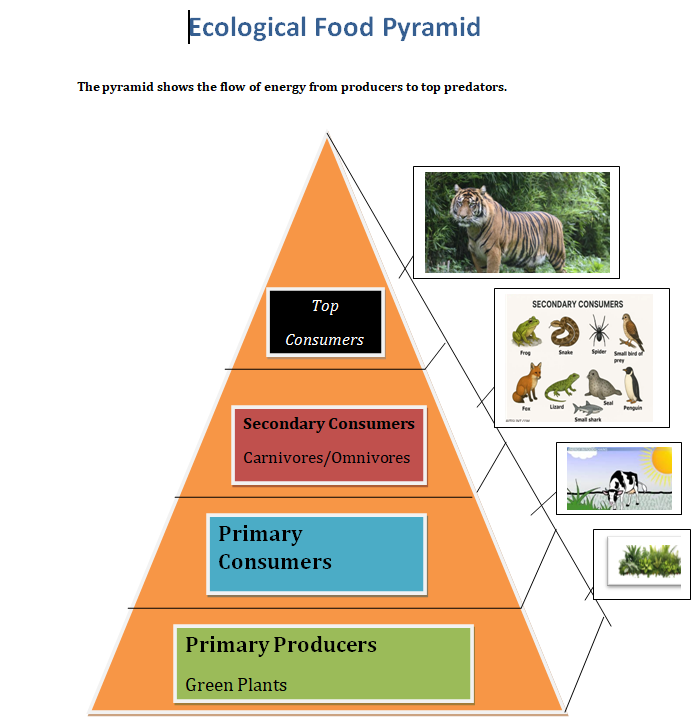 Ecological Food Pyramid
The pyramid shows the flow of energy from producers to top predators.
Top
Consumers
SECONDARY CONSUMERS
Frog
Snake
Spider
Small bird of
prey
Fox
Lizard
Small shark
Seal
Penguin
Secondary Consumers
Carnivores/Omnivores
Primary
Consumers
Primary Producers
Green Plants